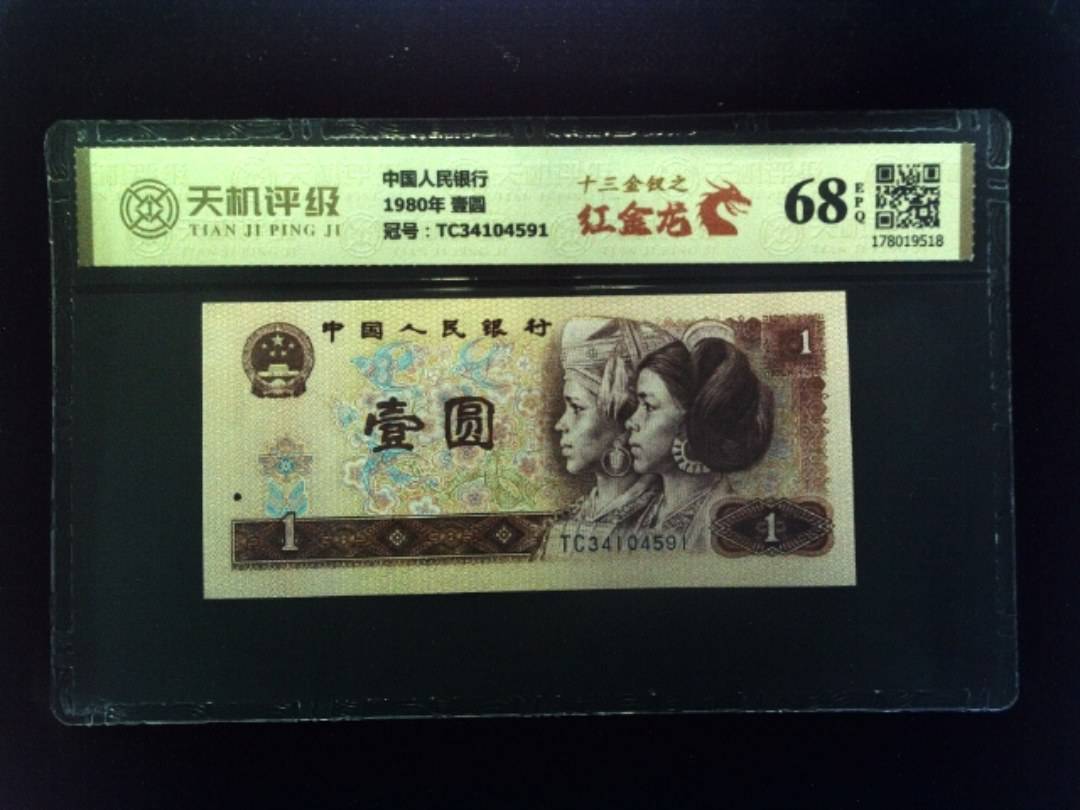 天机评级
TIAN JI PING JI
中国人民银行
1980年 壹圆
冠号：TC34104591
十三金钗之
红金龙
68
EPQ
178019518
中国人民银行
1
壹圆
1
1
TC34104591